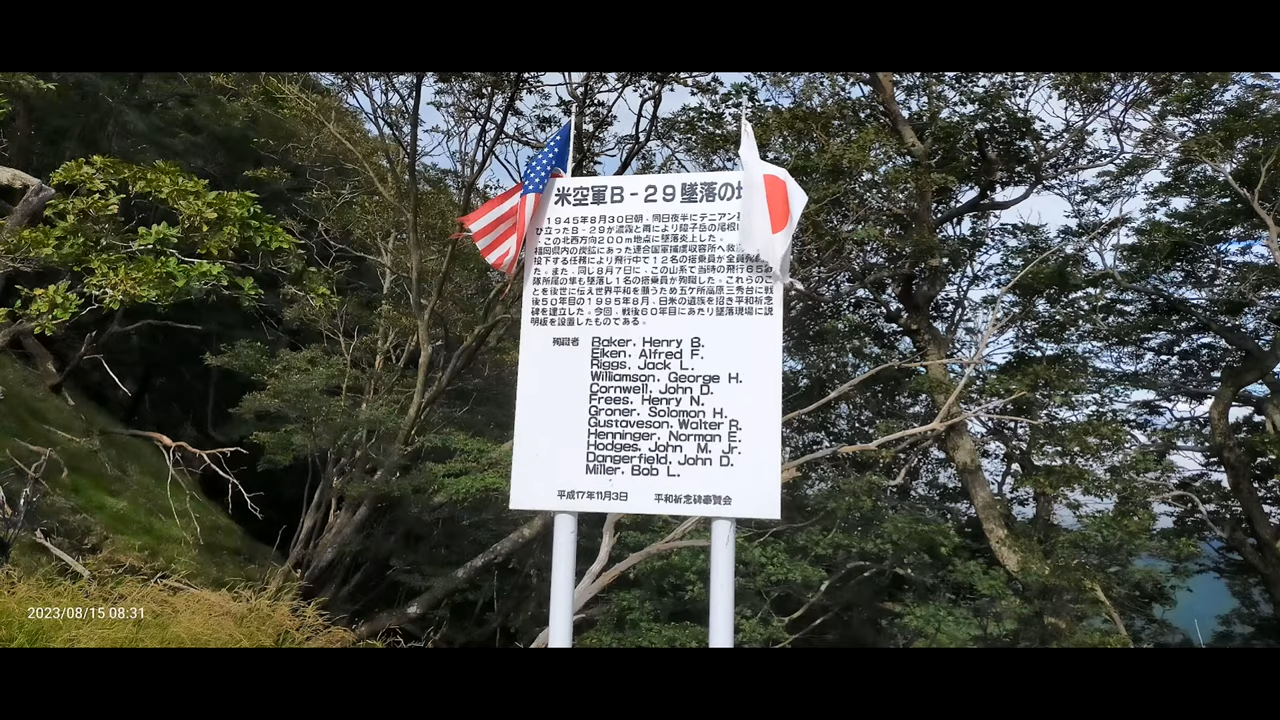 米空軍B-29墜落の
1945年8月30日朝、同日夜半にテニアン
び立ったB-29が濃霧と雨により障子岳の尾根
、この北西方向200m地点に墜落炎上した。
福岡県内の炭鉱にあった連合国軍捕虜収容所へ救
投下する任務により飛行中で12名の搭乗員が全員
た。また、同じ8月7日に、この山系で当時の飛行65
隊所属の隼も墜落し1名の搭乗員が殉職した。これらのこ
とを後世に伝え世界平和を願うため五ケ所高原三秀台に戦
後50年目の1995年8月、日米の遺族を招き平和祈念
碑を建立した。今回、戦後60年目にあたり墜落現場に説
明板を設置したものである。
殉職者 Baker, Henry B.
Eiken, Alfred F.
Riggs, Jack L.
Williamson, George H.
Cornwell, John D.
Frees, Henry N.
Groner, Solomon H.
Gustaveson, Walter R.
Henninger, Norman E.
Hodges, John M. Jr.
Dangerfield, John D.
Miller, Bob L.
平成17年11月3日 平和祈念碑奉賛会
2023/08/15 08:31